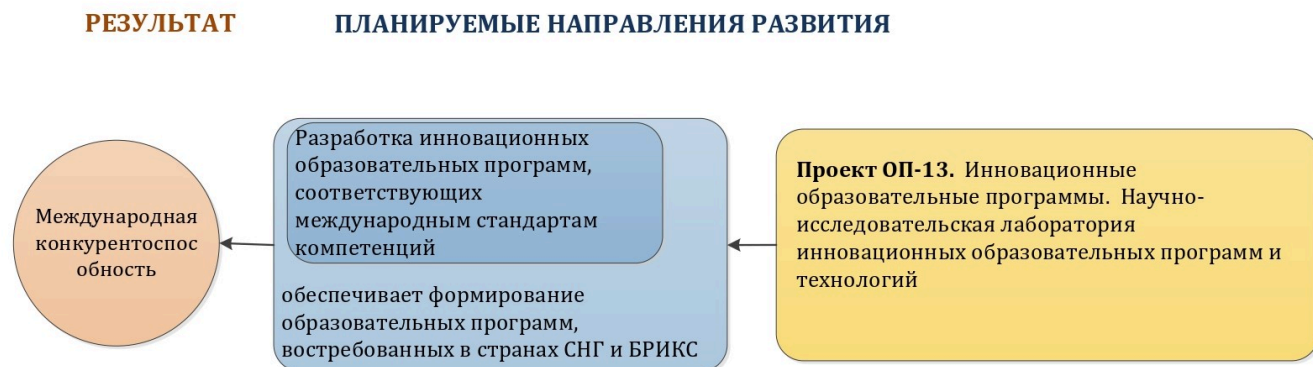 РЕЗУЛЬТАТ
ПЛАНИРУЕМЫЕ НАПРАВЛЕНИЯ РАЗВИТИЯ
Международная
конкурентоспос
обность
Разработка инновационных
образовательных программ,
соответствующих
международным стандартам
компетенций
обеспечивает формирование
образовательных программ,
востребованных в странах СНГ и БРИКС
Проект ОП-13. Инновационные
образовательные программы. Научно-
исследовательская лаборатория
инновационных образовательных программ и
технологий